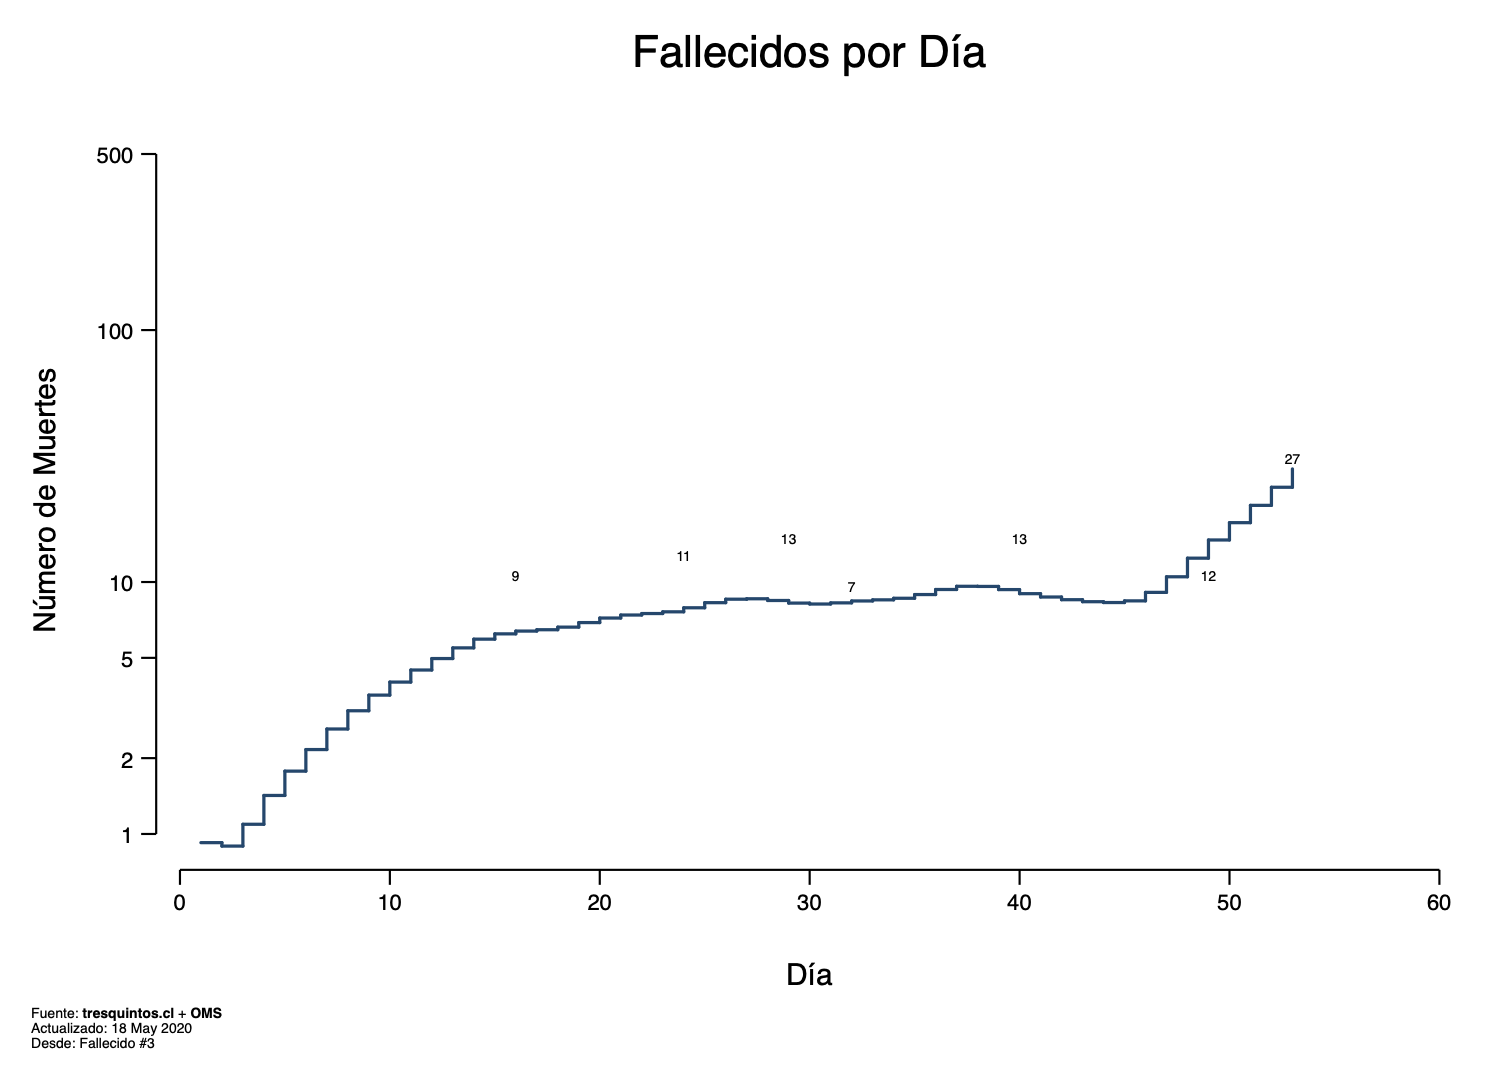 Fallecidos por Día
Número de Muertes
500
100
10
5
2
1
9
11
13
7
13
12
27
0 10 20 30 40 50 60
Día
Fuente: tresquintos.cl + OMS
Actualizado: 18 May 2020
Desde: Fallecido #3